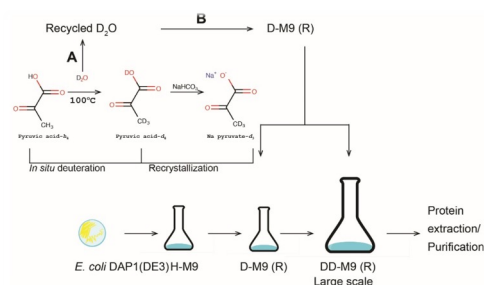 Recycled D₂O
B
D-M9 (R)
A
D₂O
HO
O
O
CH₃
100°C
DO
O
O
CD₃
NaHCO₃
Na⁺
O⁻
O
O
CD₃
Pyruvic acid-h₄
Pyruvic acid-d₄
Na pyruvate-d₃
In situ deuteration
Recrystallization
Protein
extraction/
Purification
E. coli DAP1(DE3)H-M9
D-M9 (R)
DD-M9 (R)
Large scale